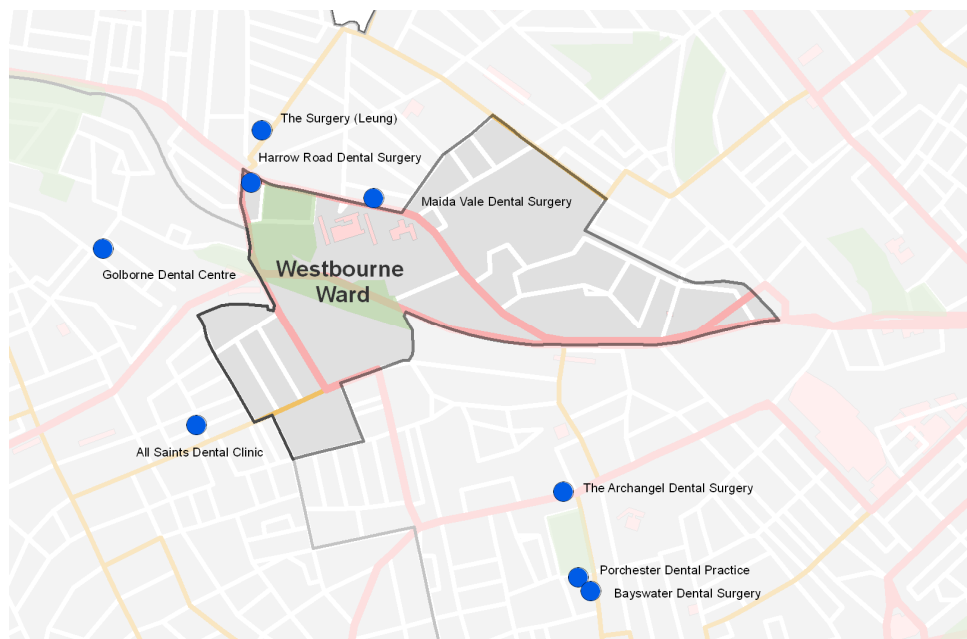 The Surgery (Leung)
Harrow Road Dental Surgery
Maida Vale Dental Surgery
Golborne Dental Centre
Westbourne
Ward
All Saints Dental Clinic
The Archangel Dental Surgery
Porchester Dental Practice
Bayswater Dental Surgery